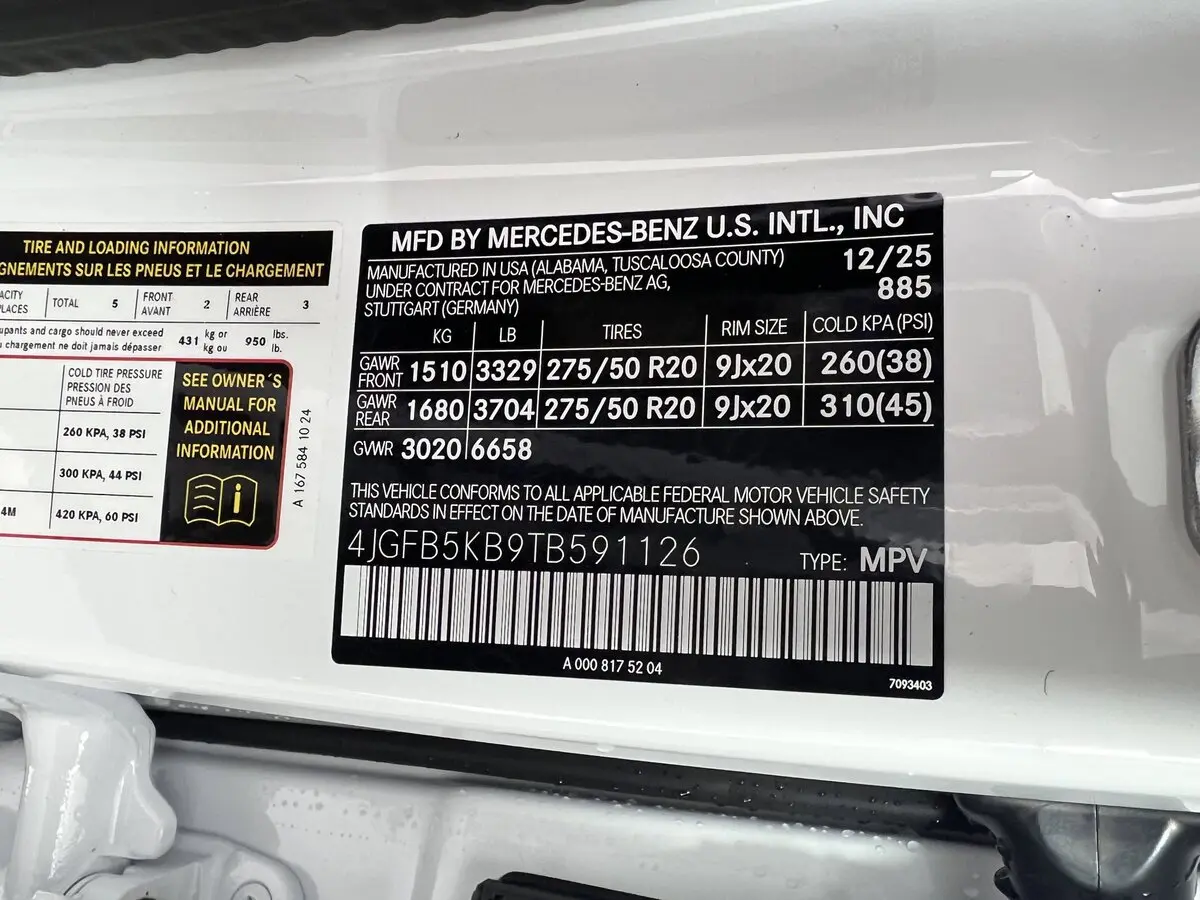 TIRE AND LOADING INFORMATION
GNEMENTS SUR LES PNEUS ET LE CHARGEMENT
ACITY
LACES
TOTAL 5
FRONT
AVANT
2
REAR
ARRIÈRE
3
upants and cargo should never exceed
u chargement ne doit jamais dépasser
431 kg or
kg ou
950 lbs.
lb.
COLD TIRE PRESSURE
PRESSION DES
PNEUS À FROID
260 KPA, 38 PSI
300 KPA, 44 PSI
4M 420 KPA, 60 PSI
SEE OWNER´S
MANUAL FOR
ADDITIONAL
INFORMATION
i
A 167 584 10 24
MFD BY MERCEDES-BENZ U.S. INTL., INC
MANUFACTURED IN USA (ALABAMA, TUSCALOOSA COUNTY)
UNDER CONTRACT FOR MERCEDES-BENZ AG,
STUTTGART (GERMANY)
12/25
885
KG LB TIRES RIM SIZE COLD KPA (PSI)
GAWR
FRONT
1510 3329 275/50 R20 9Jx20 260(38)
GAWR
REAR
1680 3704 275/50 R20 9Jx20 310(45)
GVWR 3020 6658
THIS VEHICLE CONFORMS TO ALL APPLICABLE FEDERAL MOTOR VEHICLE SAFETY
STANDARDS IN EFFECT ON THE DATE OF MANUFACTURE SHOWN ABOVE.
4JGFB5KB9TB591126 TYPE: MPV
A 000 817 52 04
7093403